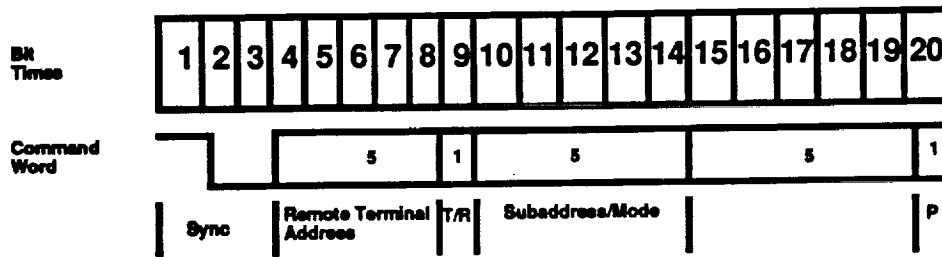 Bit Times 1 2 3 4 5 6 7 8 9 10 11 12 13 14 15 16 17 18 19 20
Command Word 5 1 5 5 1
Sync Remote Terminal Address T/R Subaddress/Mode P